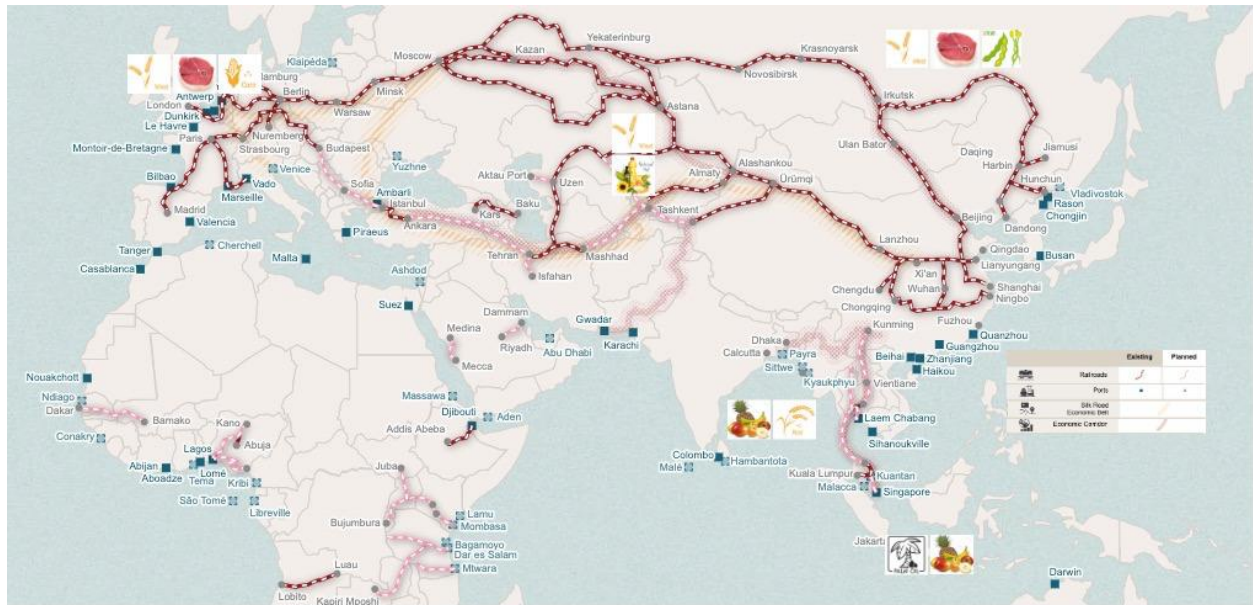 Yekaterinburg
Krasnoyarsk
Moscow
Kazan
Klaipėda
Novosibirsk
Berlin
Minsk
Irkutsk
London
Antwerp
Warsaw
Astana
Dunkirk
Le Havre
Paris
Nuremberg
Ulan Bator
Daqing
Jiamusi
Harbin
Montoir-de-Bretagne
Strasbourg
Budapest
Yuzhne
Alashankou
Hunchun
Venice
Aktau Port
Uzen
Almaty
Ürümqi
Vladivostok
Bilbao
Vado
Sofia
Ambarli
Rason
Marseille
Istanbul
Tashkent
Chongjin
Madrid
Kars
Baku
Beijing
Dandong
Valencia
Ankara
Piraeus
Lanzhou
Qingdao
Tanger
Cherchell
Tehran
Mashhad
Busan
Casablanca
Malta
Xi'an
Lianyungang
Ashdod
Isfahan
Chengdu
Wuhan
Shanghai
Suez
Chongqing
Ningbo
Dammam
Gwadar
Fuzhou
Medina
Karachi
Kunming
Quanzhou
Riyadh
Abu Dhabi
Dhaka
Guangzhou
Calcutta
Payra
Beihai
Zhanjiang
Mecca
Sittwe
Haikou
Existing
Planned
Nouakchott
Kyaukphyu
Railroads
Ndiago
Massawa
Vientiane
Ports
Dakar
Djibouti
Aden
Silk Road
Economic Belt
Bamako
Kano
Addis Abeba
Laem Chabang
Economic Corridor
Conakry
Abuja
Sihanoukville
Lagos
Colombo
Abijan
Lomé
Juba
Hambantota
Aboadze
Tema
Kribi
Malé
Kuala Lumpur
Kuantan
Malacca
Singapore
São Tomé
Libreville
Lamu
Bujumbura
Mombasa
Bagamoyo
Jakarta
Dar es Salam
Luau
Mtwara
Darwin
Lobito
Kapiri Mposhi